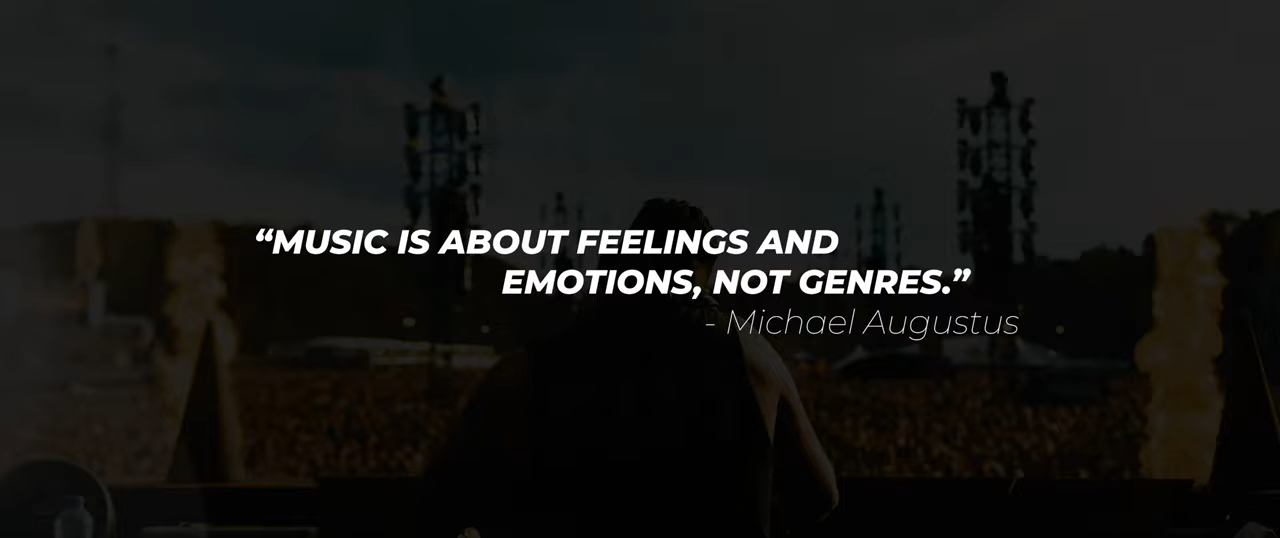 “MUSIC IS ABOUT FEELINGS AND
EMOTIONS, NOT GENRES.”
- Michael Augustus